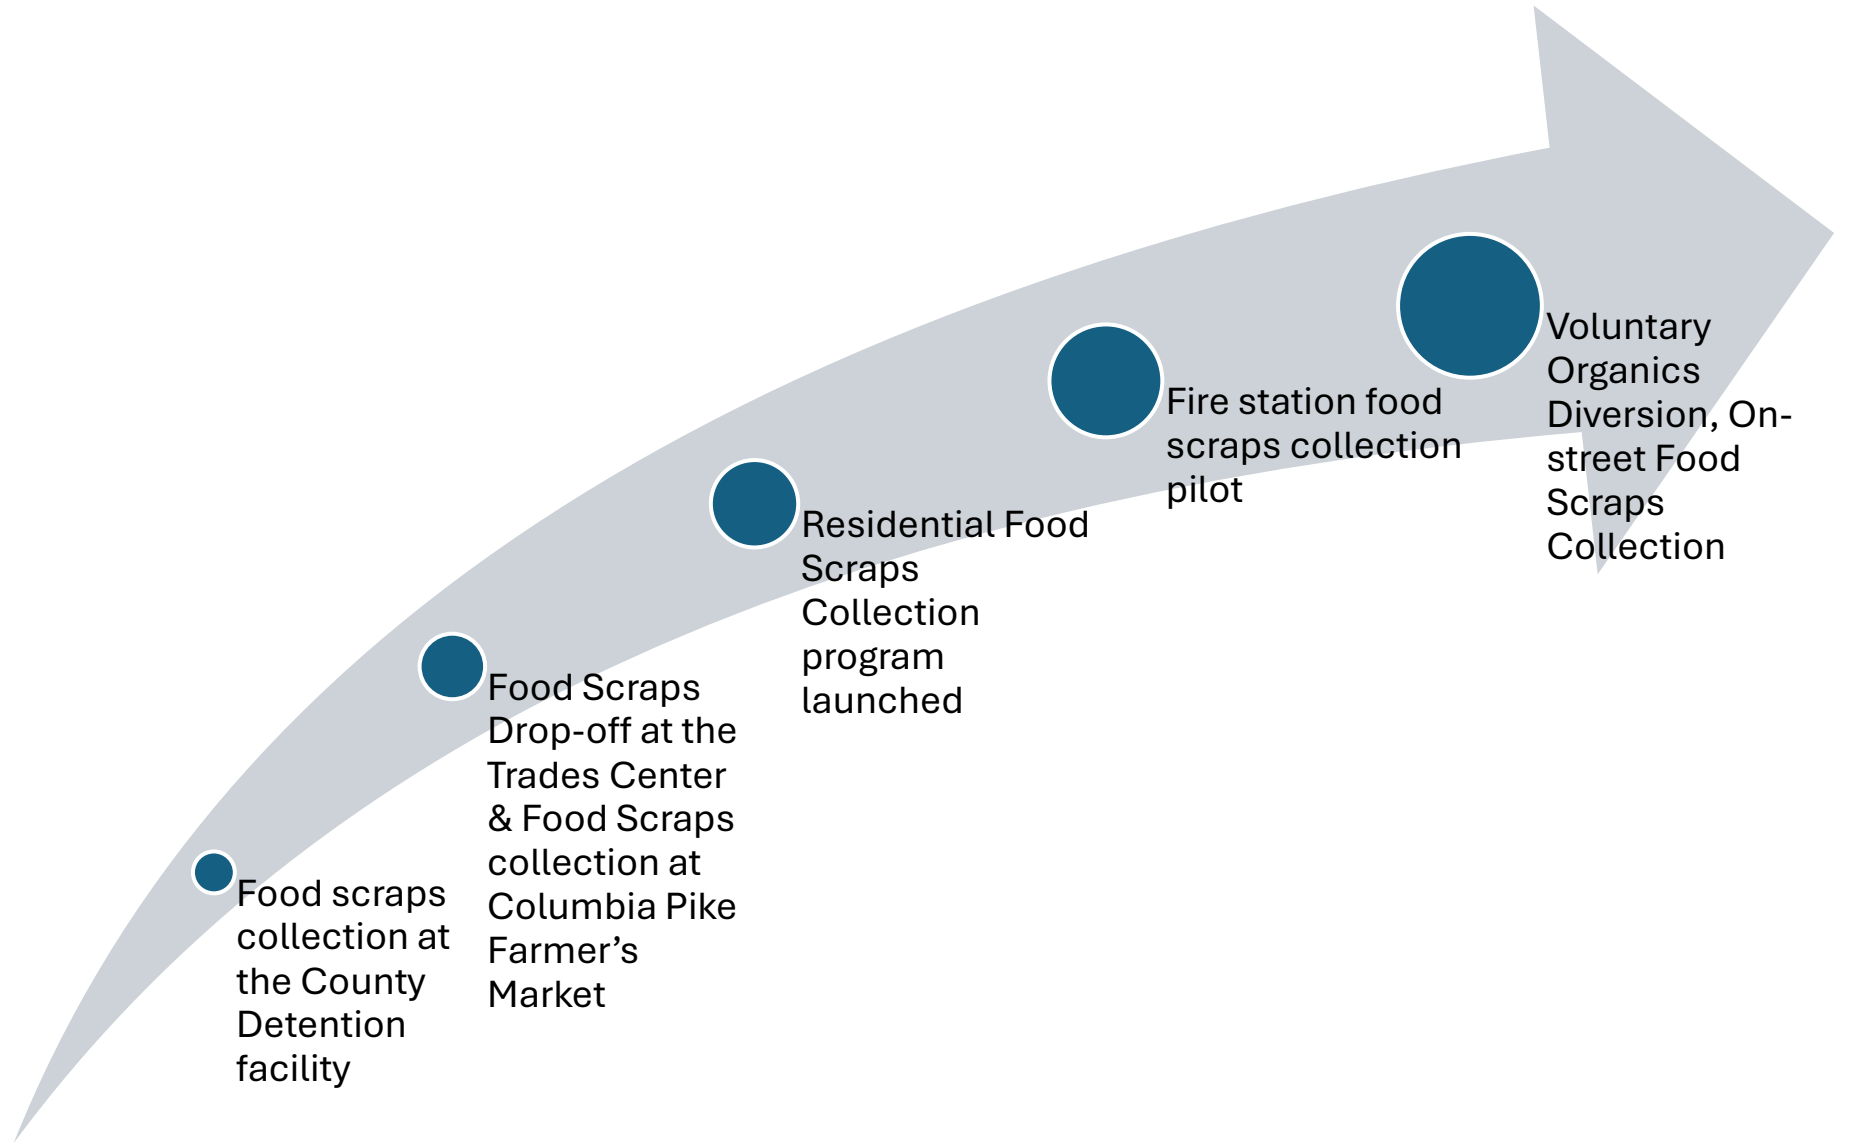 Food scraps
collection at
the County
Detention
facility
Food Scraps
Drop-off at the
Trades Center
& Food Scraps
collection at
Columbia Pike
Farmer’s
Market
Residential Food
Scraps
Collection
program
launched
Fire station food
scraps collection
pilot
Voluntary
Organics
Diversion, On-
street Food
Scraps
Collection